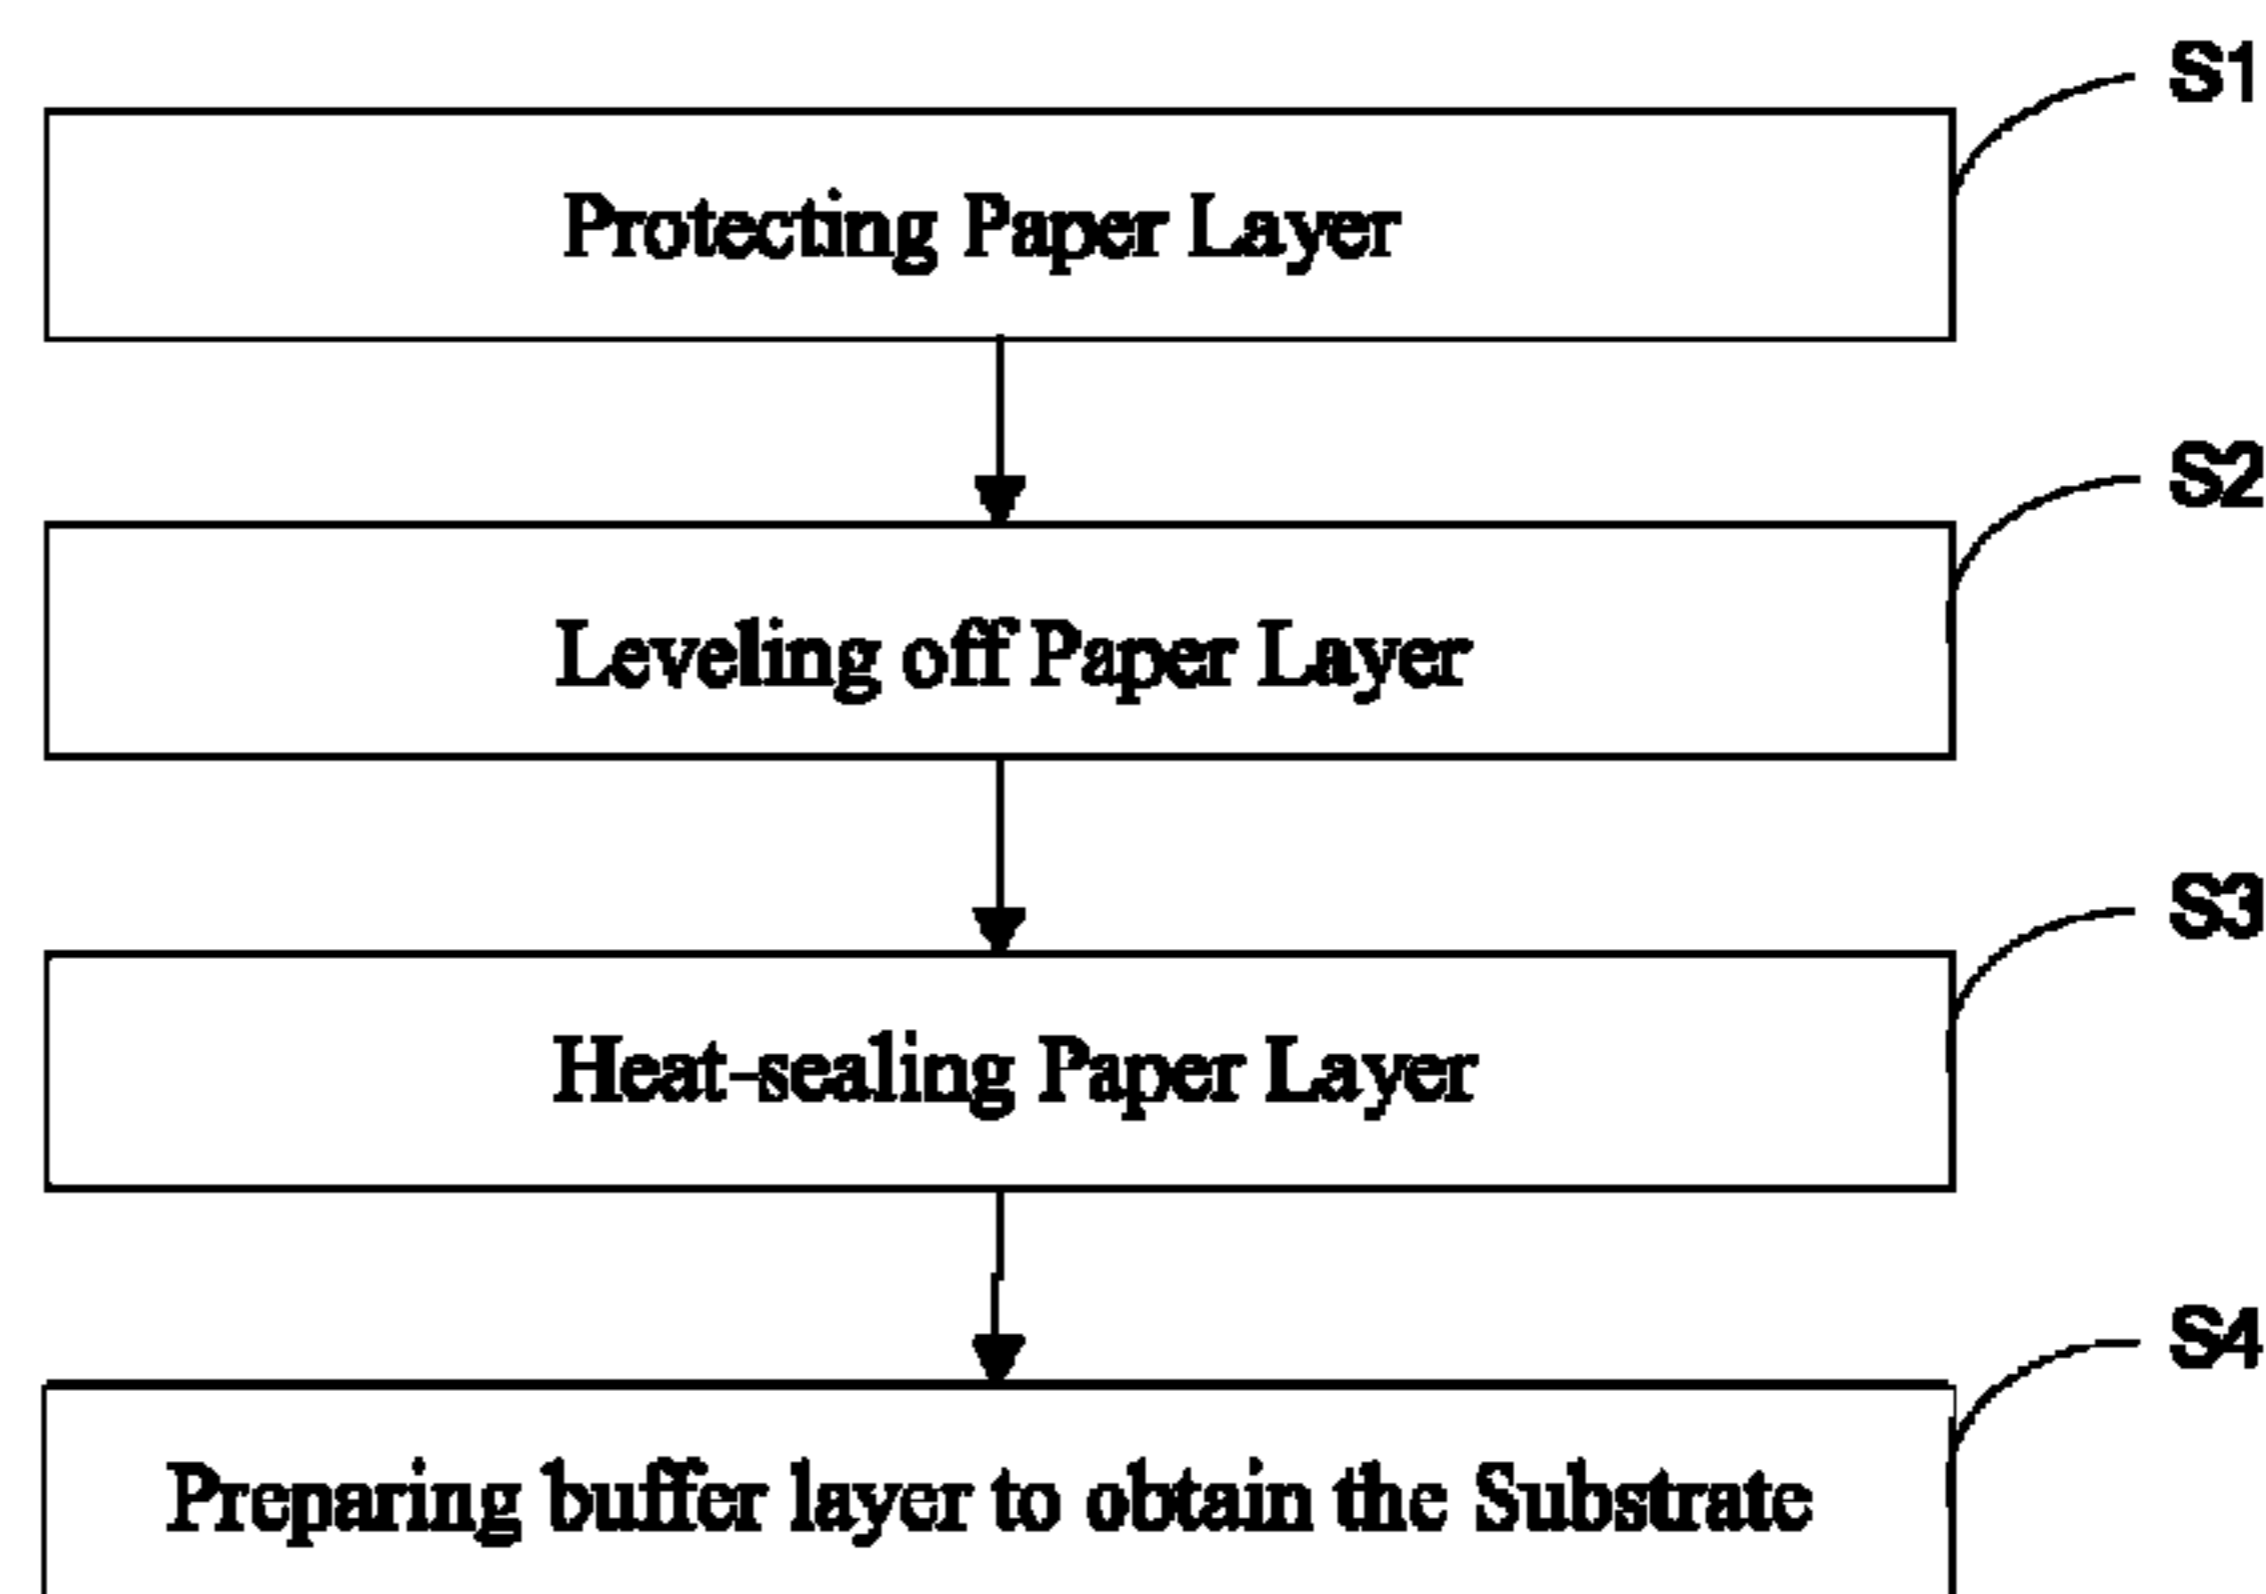 S1
Protecting Paper Layer
S2
Leveling off Paper Layer
S3
Heat-sealing Paper Layer
S4
Preparing buffer layer to obtain the Substrate